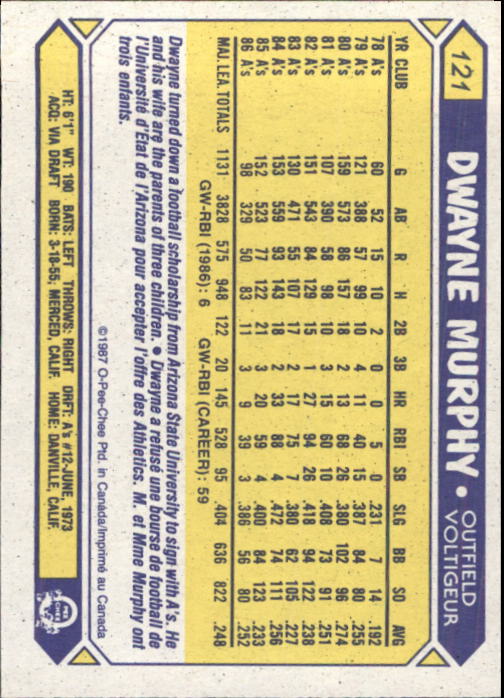 121
DWAYNE MURPHY • OUTFIELD
VOLTIGEUR
YR CLUB G AB R H 2B 3B HR RBI SB SLG BB SO AVG
78 A's 60 52 15 10 2 0 0 5 0 .231 7 14 .192
79 A's 121 388 57 99 10 4 11 40 15 .387 84 80 .255
80 A's 159 573 86 157 18 2 13 68 26 .380 102 96 .274
81 A's 107 390 58 98 10 3 15 60 10 .408 73 91 .251
82 A's 151 543 84 129 15 1 27 94 26 .418 94 122 .238
83 A's 130 471 55 107 17 2 17 75 7 .380 62 105 .227
84 A's 153 559 93 143 18 2 33 88 4 .472 74 111 .256
85 A's 152 523 77 122 21 3 20 59 4 .400 84 123 .233
86 A's 98 329 50 83 11 3 9 39 3 .386 56 80 .252
MAJ. LEA. TOTALS 1131 3828 575 948 122 20 145 528 95 .404 636 822 .248
GW-RBI (1986): 6 GW-RBI (CAREER): 59
Dwayne turned down a football scholarship from Arizona State University to sign with A's. He
and his wife are the parents of three children. • Dwayne a refusé une bourse de football de
l'Université d'État de l'Arizona pour accepter l'offre des Athletics. M. et Mme Murphy ont
trois enfants.
©1987 O-Pee-Chee Ptd. in Canada/Imprimé au Canada
HT: 6'1" WT: 190 BATS: LEFT THROWS: RIGHT DRFT: A's #12-JUNE, 1973
ACQ: VIA DRAFT BORN: 3-18-55; MERCED, CALIF. HOME: DANVILLE, CALIF.
O
PEE
CHEE